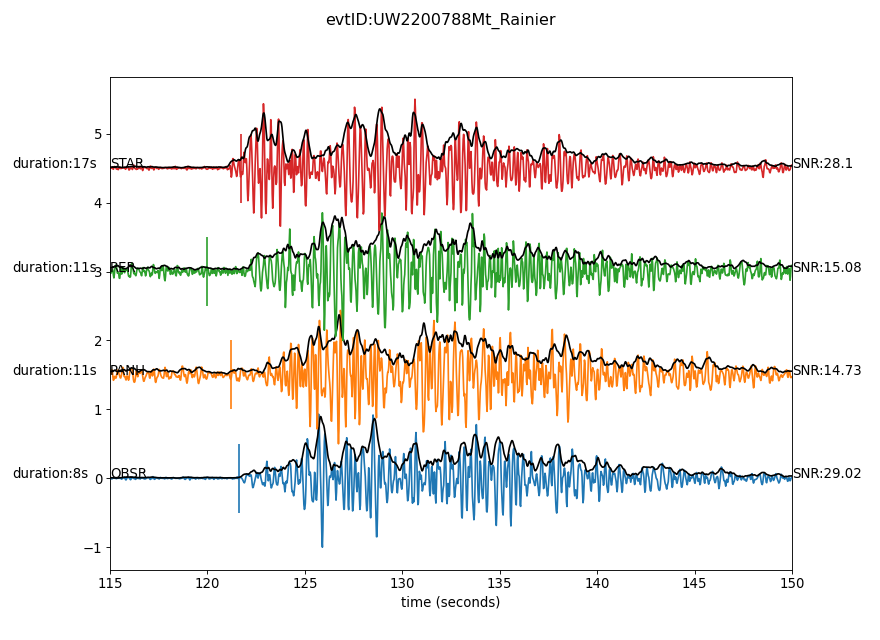 evtID:UW2200788Mt_Rainier
5
duration:17s STAR SNR:28.1
4
duration:11s RER SNR:15.08
3
2
duration:11s PANH SNR:14.73
1
duration:8s OBSR SNR:29.02
0
−1
115 120 125 130 135 140 145 150
time (seconds)